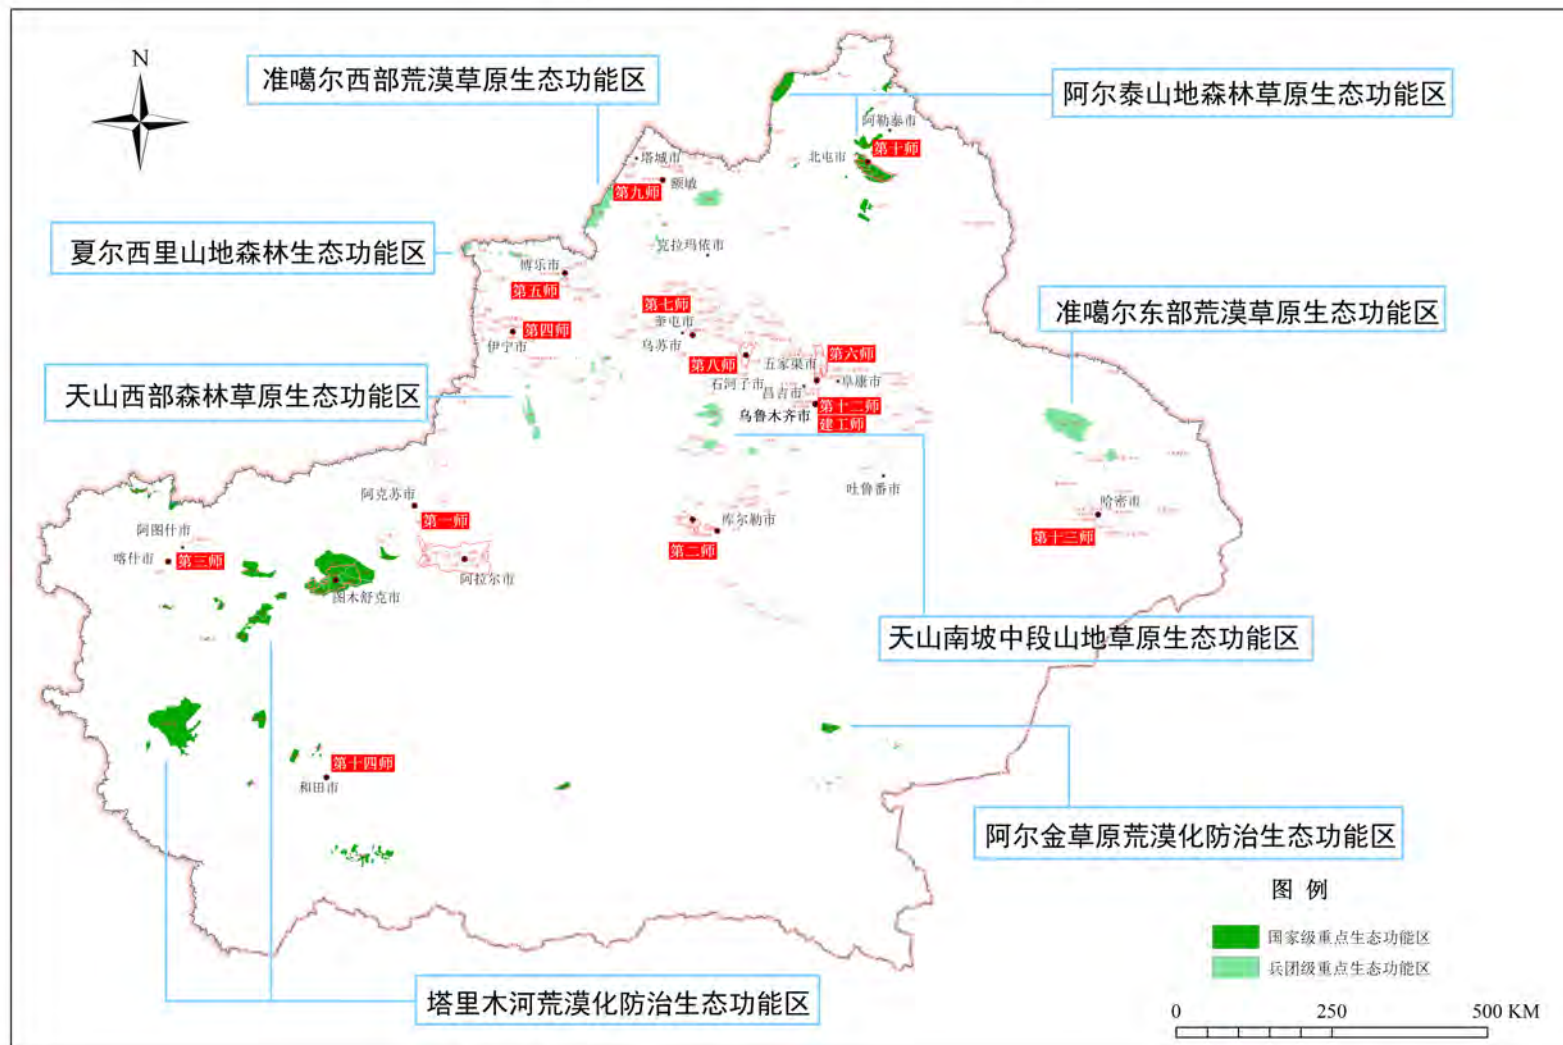 N
准噶尔西部荒漠草原生态功能区
阿尔泰山地森林草原生态功能区
阿勒泰市
第十师
北屯市
塔城市
额敏
第九师
夏尔西里山地森林生态功能区
克拉玛依市
博乐市
第五师
准噶尔东部荒漠草原生态功能区
第七师
奎屯市
乌苏市
第四师
伊宁市
第八师
石河子市
五家渠市
第六师
阜康市
昌吉市
天山西部森林草原生态功能区
第十二师
乌鲁木齐市
建工师
吐鲁番市
阿克苏市
第一师
库尔勒市
第二师
哈密市
第十三师
阿图什市
喀什市
第三师
阿拉尔市
图木舒克市
天山南坡中段山地草原生态功能区
第十四师
和田市
阿尔金草原荒漠化防治生态功能区
图 例
国家级重点生态功能区
兵团级重点生态功能区
塔里木河荒漠化防治生态功能区
0 250 500 KM